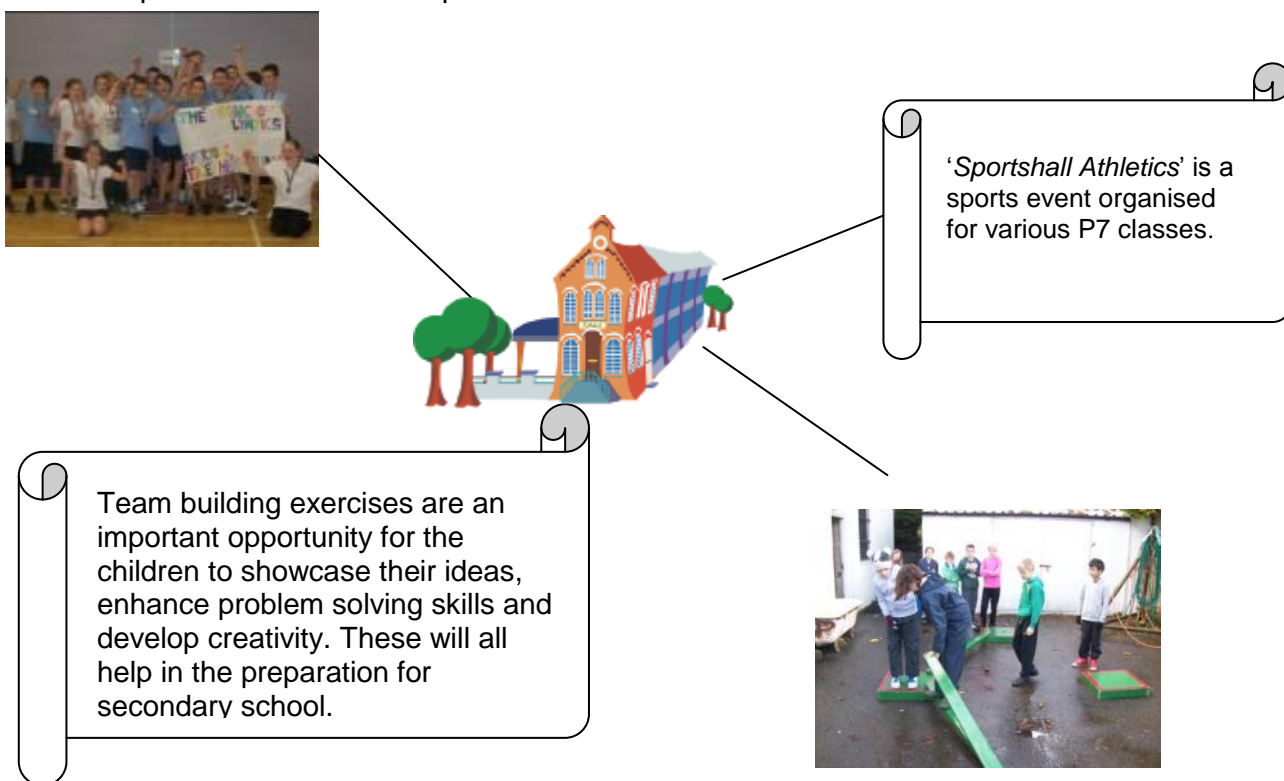 'Sportshall Athletics' is a
sports event organised
for various P7 classes.
Team building exercises are an
important opportunity for the
children to showcase their ideas,
enhance problem solving skills and
develop creativity. These will all
help in the preparation for
secondary school.